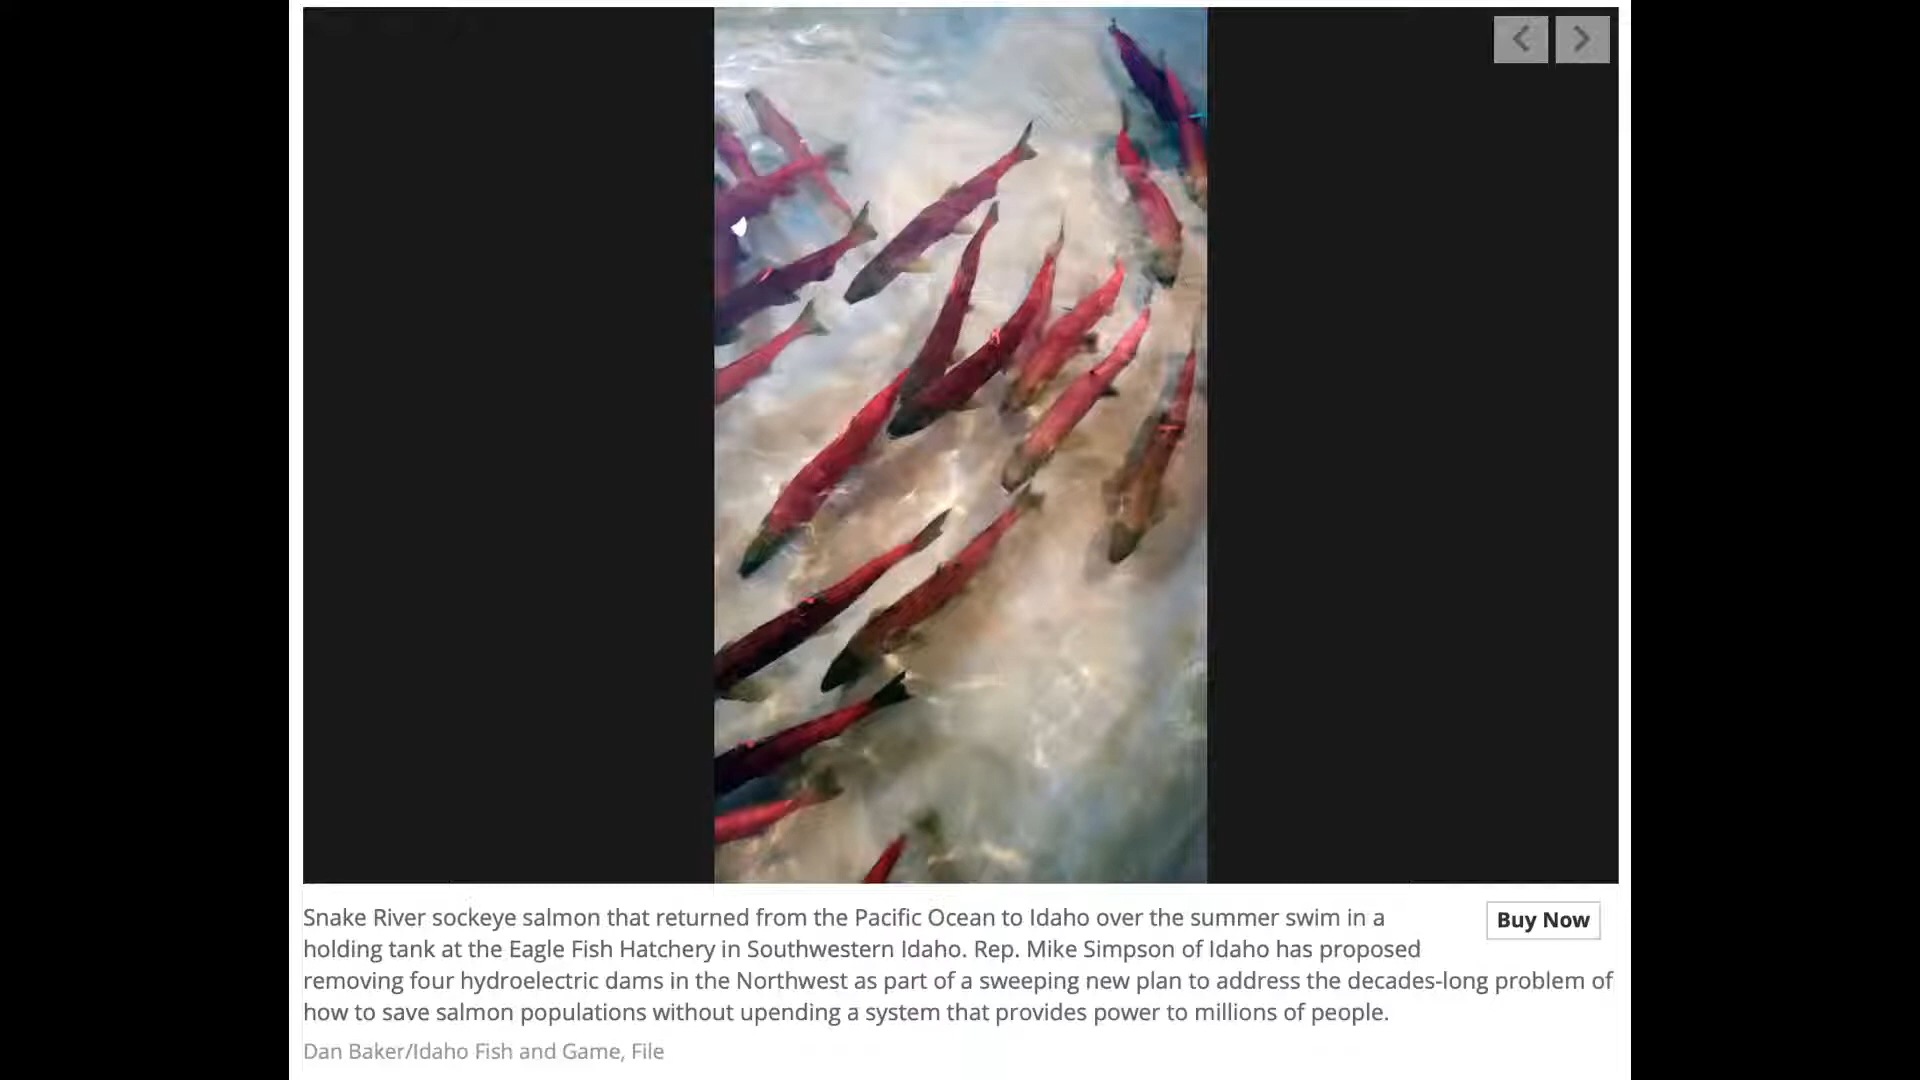 Snake River sockeye salmon that returned from the Pacific Ocean to Idaho over the summer swim in a
Buy Now
holding tank at the Eagle Fish Hatchery in Southwestern Idaho. Rep. Mike Simpson of Idaho has proposed
removing four hydroelectric dams in the Northwest as part of a sweeping new plan to address the decades-long problem of
how to save salmon populations without upending a system that provides power to millions of people.
Dan Baker/Idaho Fish and Game, File